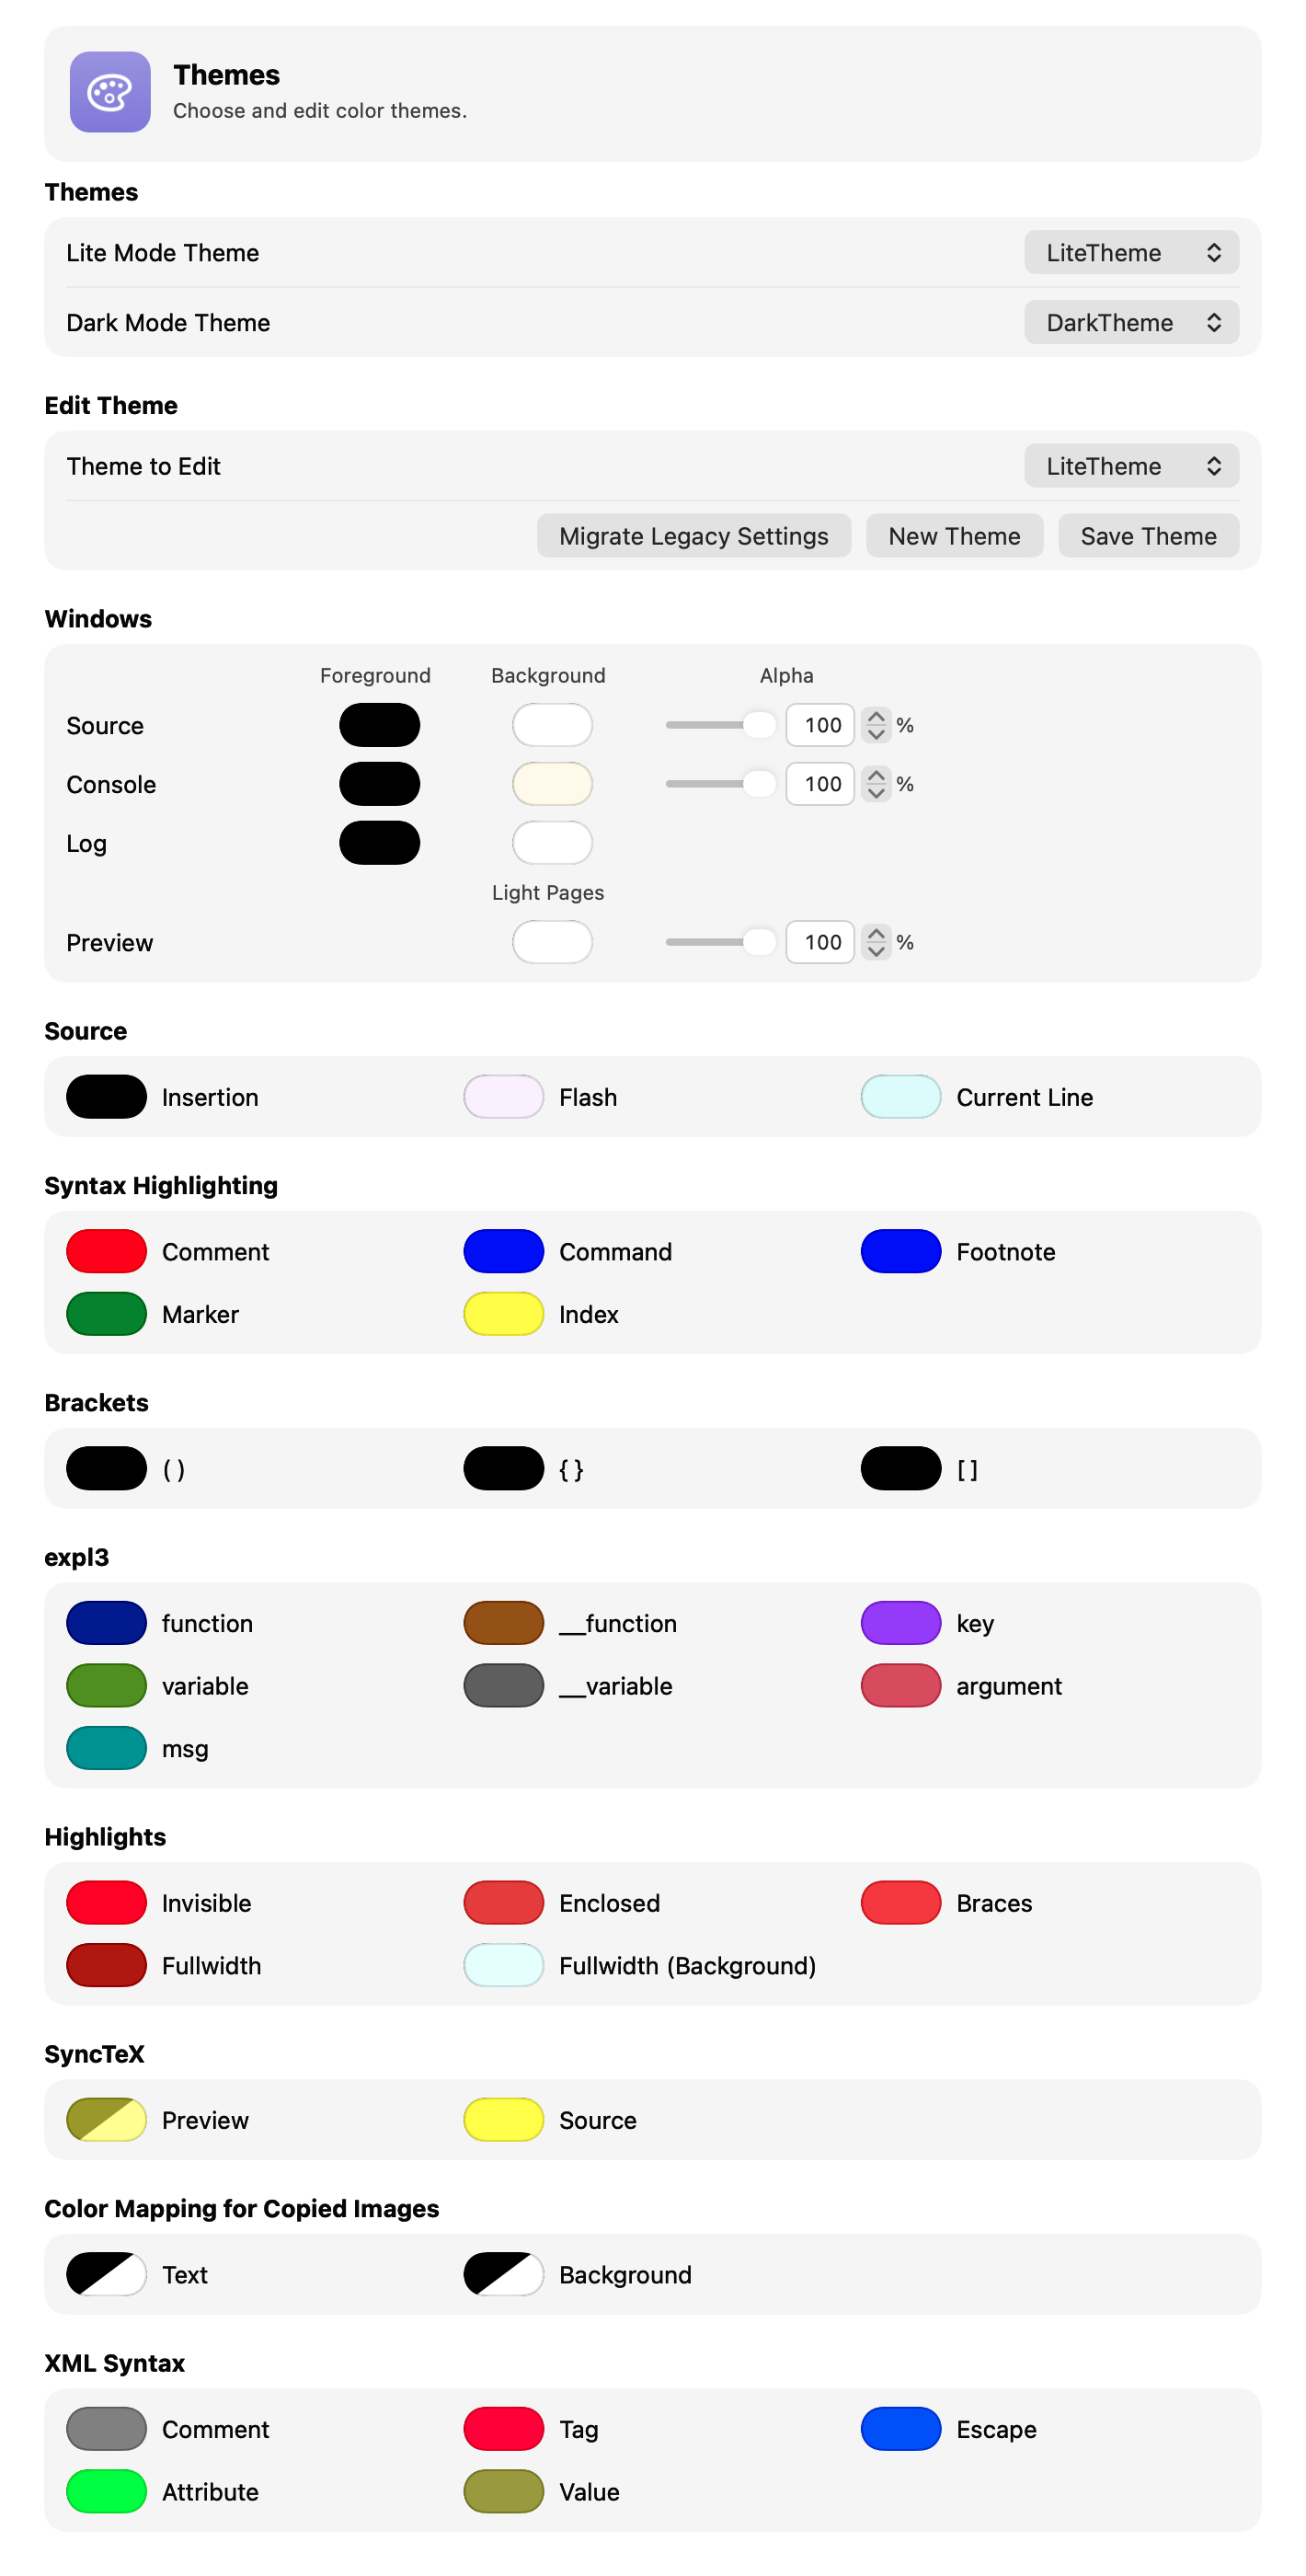 Themes
Choose and edit color themes.
Themes
Lite Mode Theme LiteTheme
Dark Mode Theme DarkTheme
Edit Theme
Theme to Edit LiteTheme
Migrate Legacy Settings New Theme Save Theme
Windows
Foreground Background Alpha
Source 100 %
Console 100 %
Log
Light Pages
Preview 100 %
Source
Insertion Flash Current Line
Syntax Highlighting
Comment Command Footnote
Marker Index
Brackets
( ) { } [ ]
expl3
function __function key
variable __variable argument
msg
Highlights
Invisible Enclosed Braces
Fullwidth Fullwidth (Background)
SyncTeX
Preview Source
Color Mapping for Copied Images
Text Background
XML Syntax
Comment Tag Escape
Attribute Value